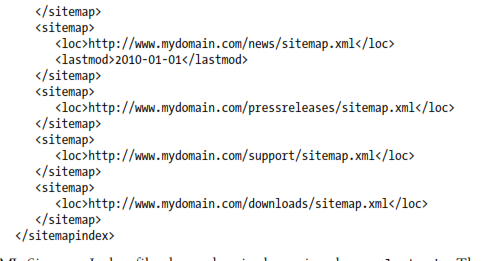 </sitemap>
<sitemap>
<loc>http://www.mydomain.com/news/sitemap.xml</loc>
<lastmod>2010-01-01</lastmod>
</sitemap>
<sitemap>
<loc>http://www.mydomain.com/pressreleases/sitemap.xml</loc>
</sitemap>
<sitemap>
<loc>http://www.mydomain.com/support/sitemap.xml</loc>
</sitemap>
<sitemap>
<loc>http://www.mydomain.com/downloads/sitemap.xml</loc>
</sitemap>
</sitemapindex>